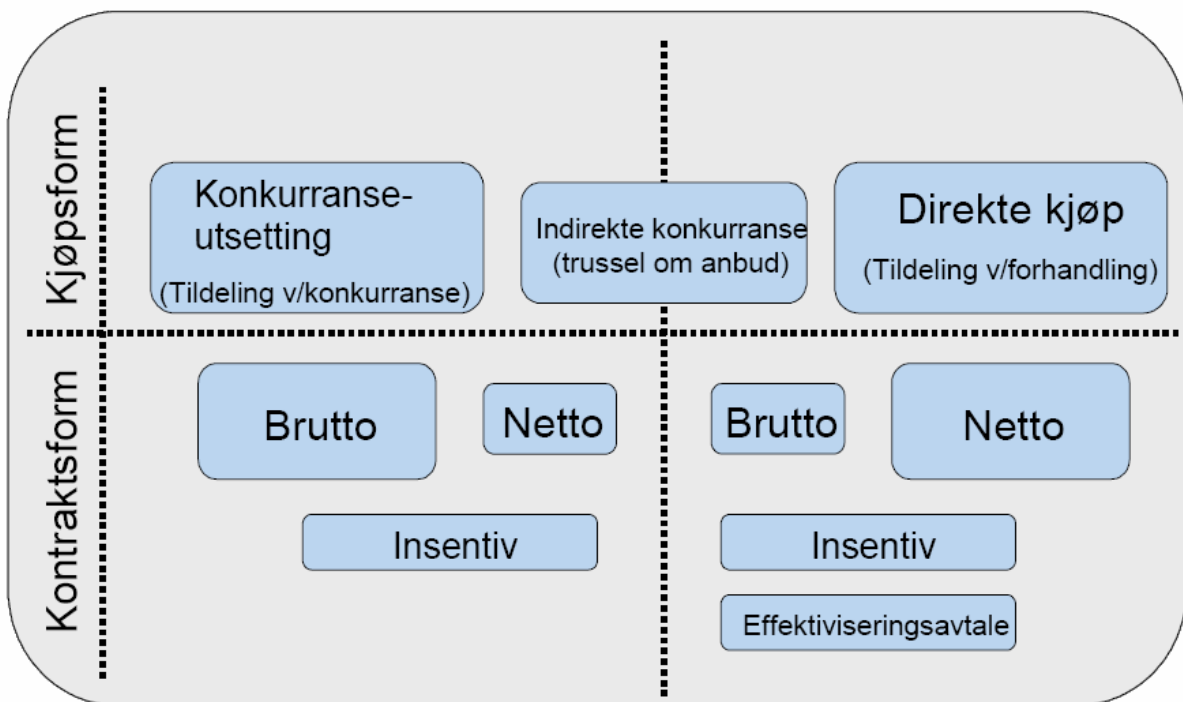 Kjøpsform
Konkurranse-
utsetting
(Tildeling v/konkurranse)
Indirekte konkurranse
(trussel om anbud)
Direkte kjøp
(Tildeling v/forhandling)
Kontraktsform
Brutto
Netto
Brutto
Netto
Insentiv
Insentiv
Effektiviseringsavtale